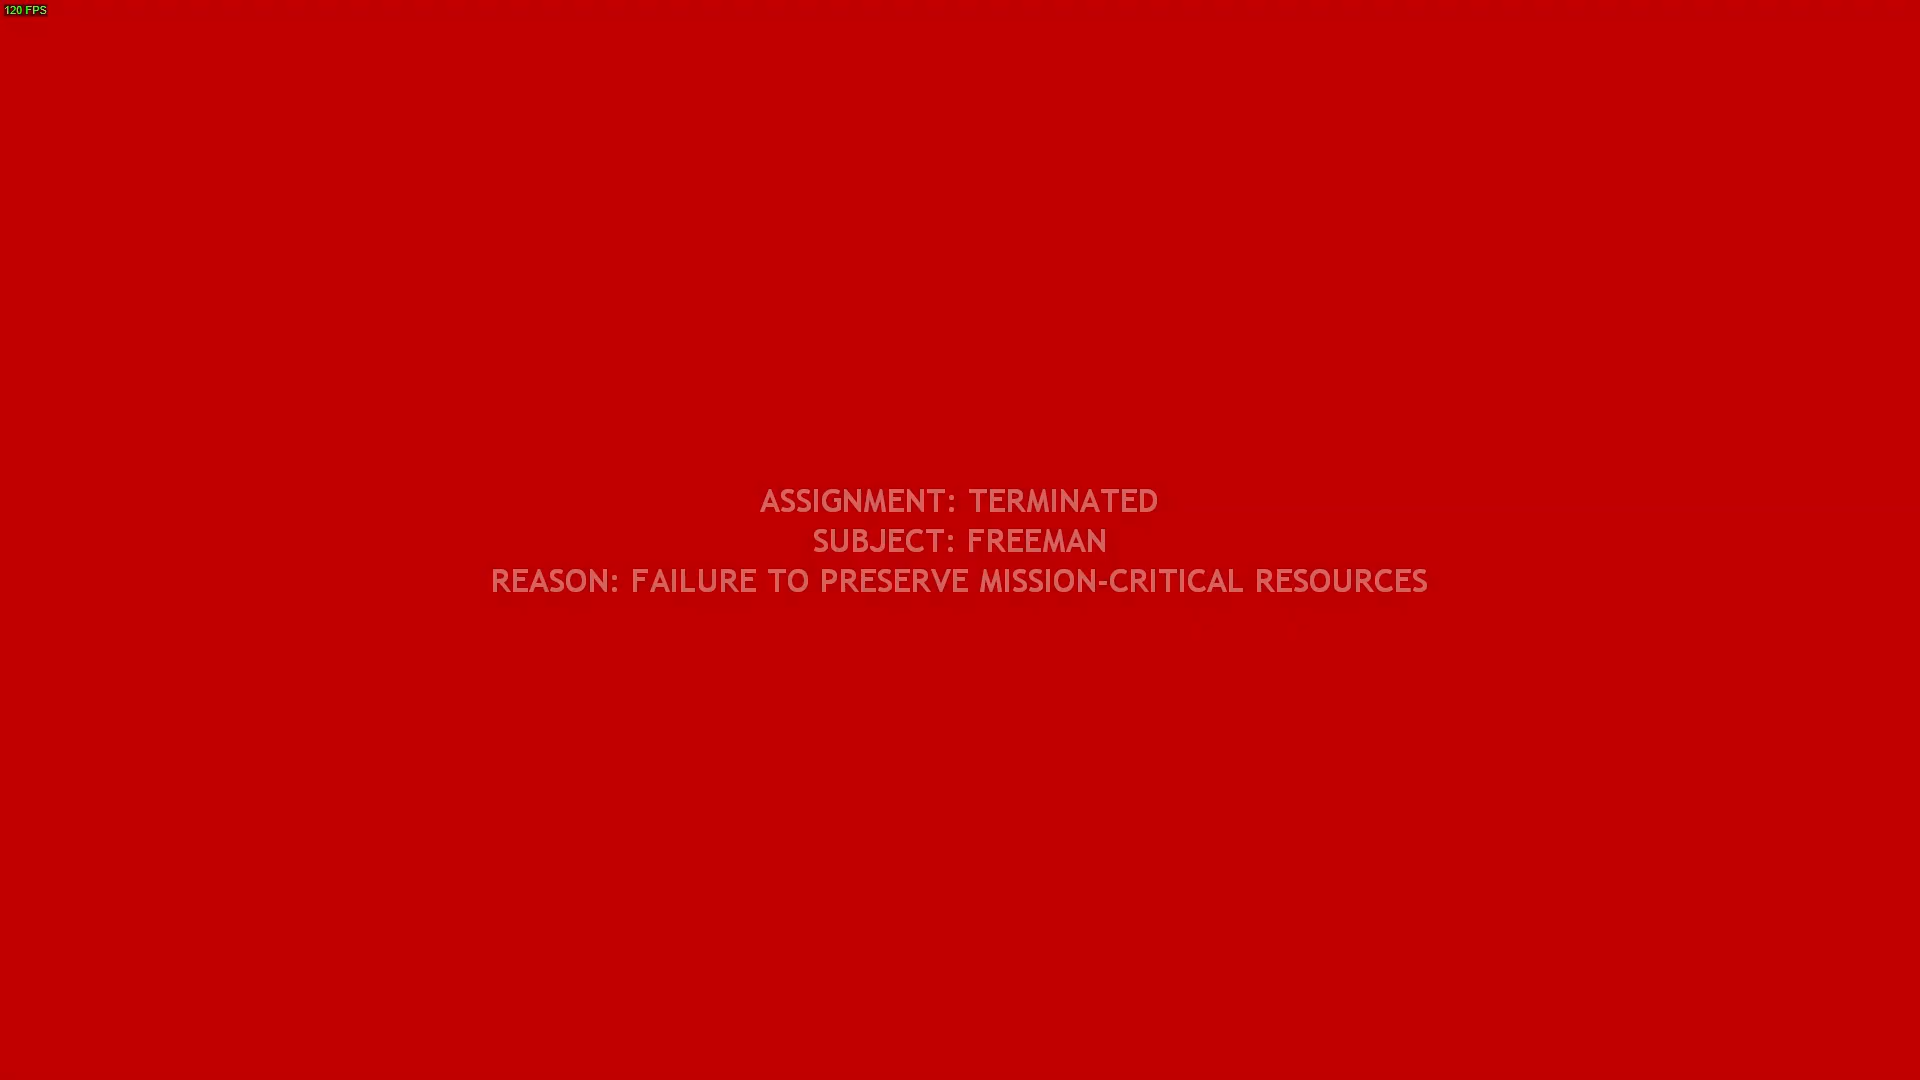 120 FPS
ASSIGNMENT: TERMINATED
SUBJECT: FREEMAN
REASON: FAILURE TO PRESERVE MISSION-CRITICAL RESOURCES